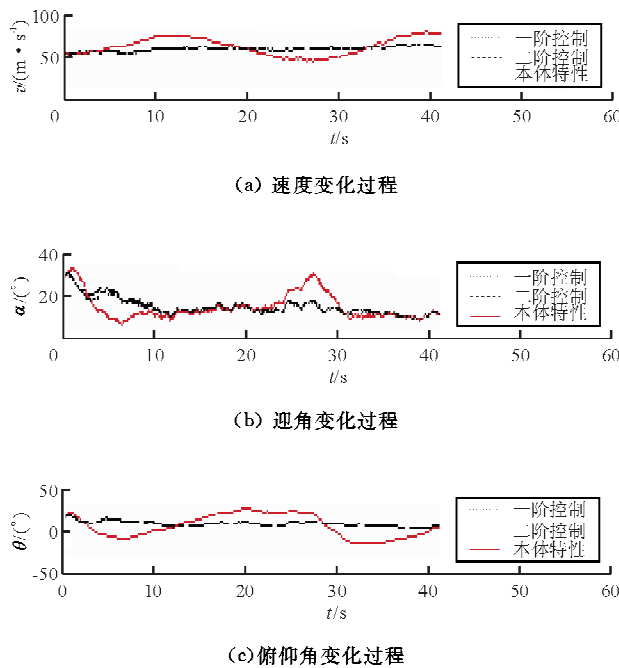 100
50
v/(m·s⁻¹)
一阶控制
二阶控制
本体特性
0 10 20 30 40 50 60
t/s
(a) 速度变化过程
40
20
α/(°)
一阶控制
二阶控制
本体特性
0 10 20 30 40 50 60
t/s
(b) 迎角变化过程
50
0
-50
θ/(°)
一阶控制
二阶控制
本体特性
0 10 20 30 40 50 60
t/s
(c)俯仰角变化过程